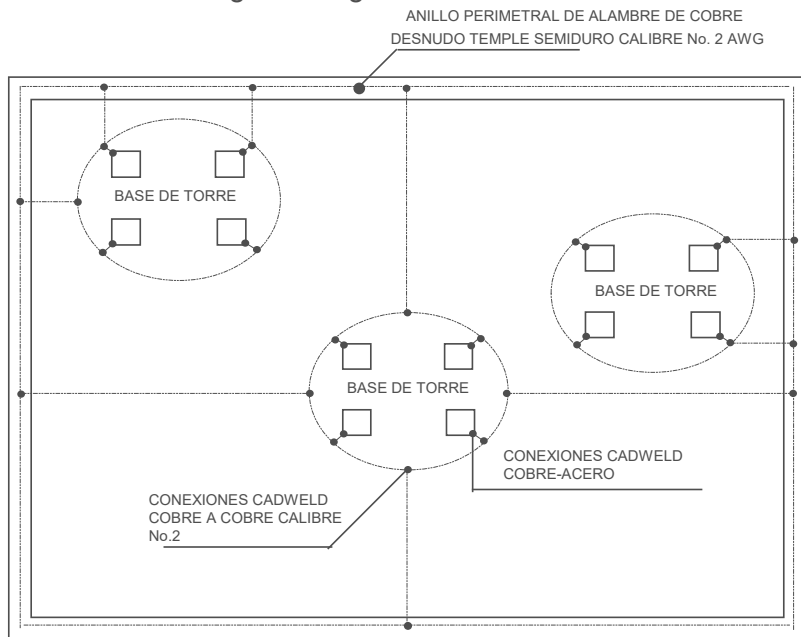 ANILLO PERIMETRAL DE ALAMBRE DE COBRE
DESNUDO TEMPLE SEMIDURO CALIBRE No. 2 AWG
BASE DE TORRE
BASE DE TORRE
BASE DE TORRE
CONEXIONES CADWELD
COBRE-ACERO
CONEXIONES CADWELD
COBRE A COBRE CALIBRE
No.2